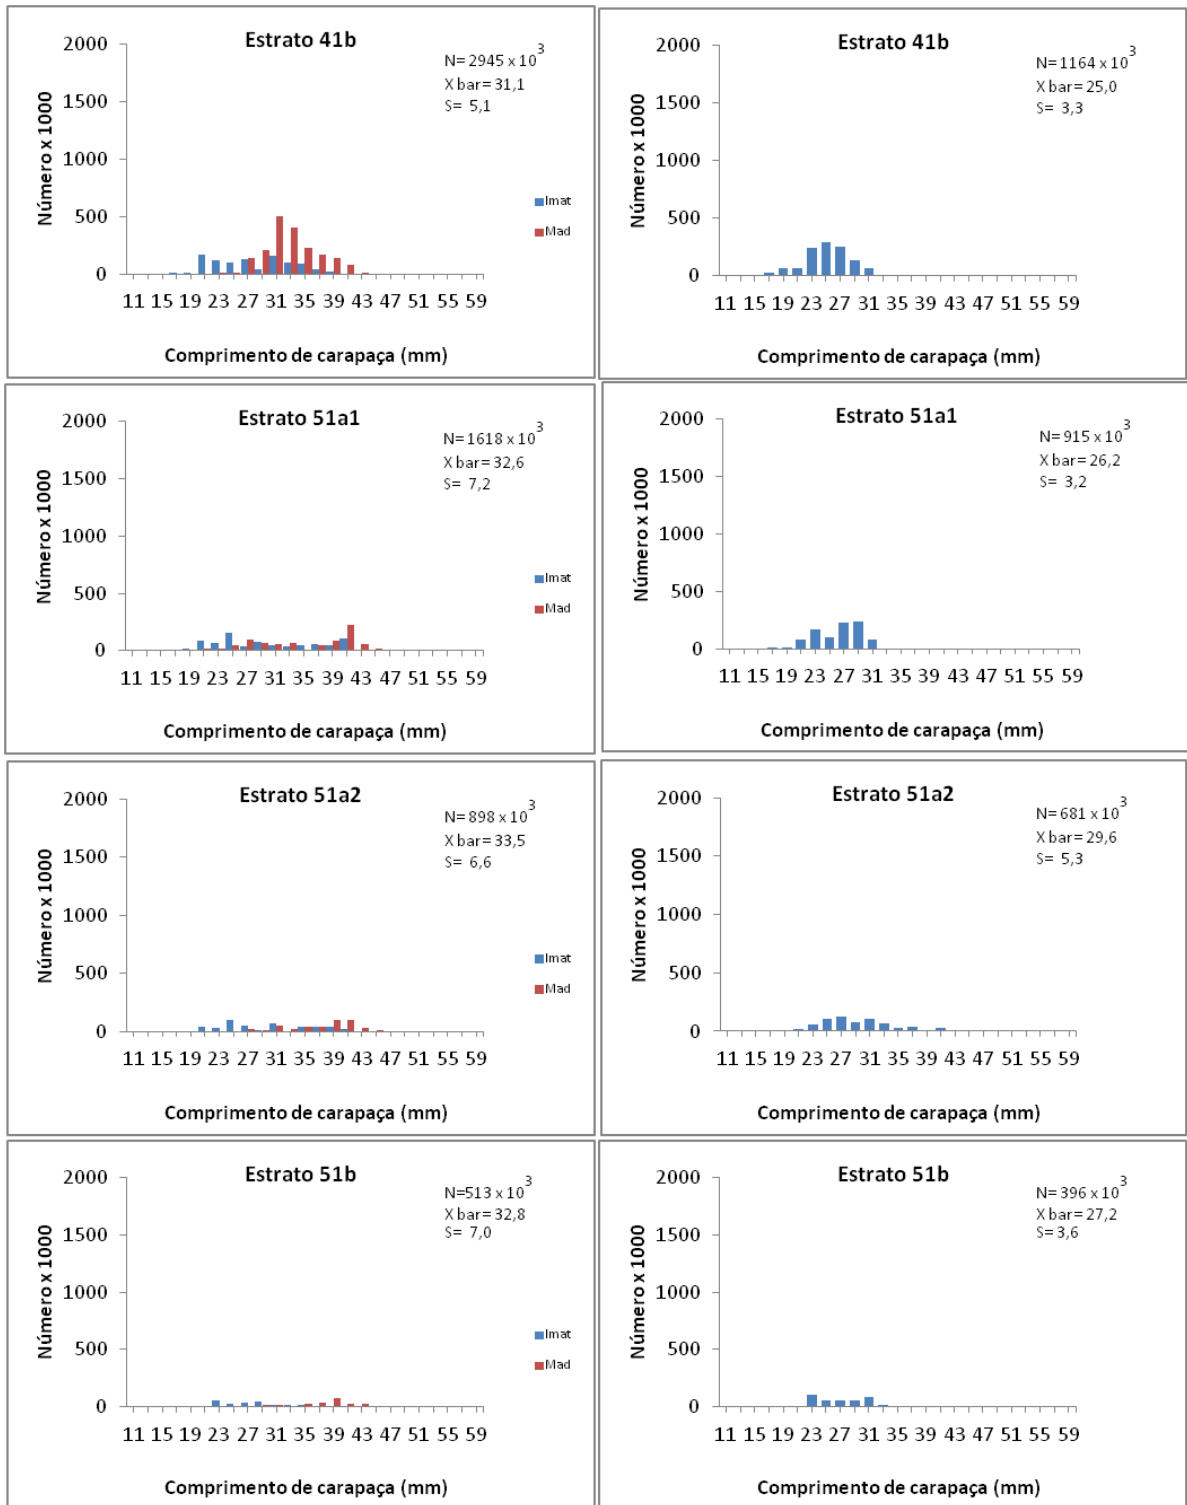 Estrato 41b
N= 2945 x 10³
X bar= 31,1
S= 5,1
Número x 1000
2000
1500
1000
500
0
Imat
Mad
11 15 19 23 27 31 35 39 43 47 51 55 59
Comprimento de carapaça (mm)
Estrato 41b
N= 1164 x 10³
X bar= 25,0
S= 3,3
Número x 1000
2000
1500
1000
500
0
11 15 19 23 27 31 35 39 43 47 51 55 59
Comprimento de carapaça (mm)
Estrato 51a1
N= 1618 x 10³
X bar= 32,6
S= 7,2
Número x 1000
2000
1500
1000
500
0
Imat
Mad
11 15 19 23 27 31 35 39 43 47 51 55 59
Comprimento de carapaça (mm)
Estrato 51a1
N= 915 x 10³
X bar= 26,2
S= 3,2
Número x 1000
2000
1500
1000
500
0
11 15 19 23 27 31 35 39 43 47 51 55 59
Comprimento de carapaça (mm)
Estrato 51a2
N= 898 x 10³
X bar= 33,5
S= 6,6
Número x 1000
2000
1500
1000
500
0
Imat
Mad
11 15 19 23 27 31 35 39 43 47 51 55 59
Comprimento de carapaça (mm)
Estrato 51a2
N= 681 x 10³
X bar= 29,6
S= 5,3
Número x 1000
2000
1500
1000
500
0
11 15 19 23 27 31 35 39 43 47 51 55 59
Comprimento de carapaça (mm)
Estrato 51b
N=513 x 10³
X bar= 32,8
S= 7,0
Número x 1000
2000
1500
1000
500
0
Imat
Mad
11 15 19 23 27 31 35 39 43 47 51 55 59
Comprimento de carapaça (mm)
Estrato 51b
N= 396 x 10³
X bar= 27,2
S= 3,6
Número x 1000
2000
1500
1000
500
0
11 15 19 23 27 31 35 39 43 47 51 55 59
Comprimento de carapaça (mm)